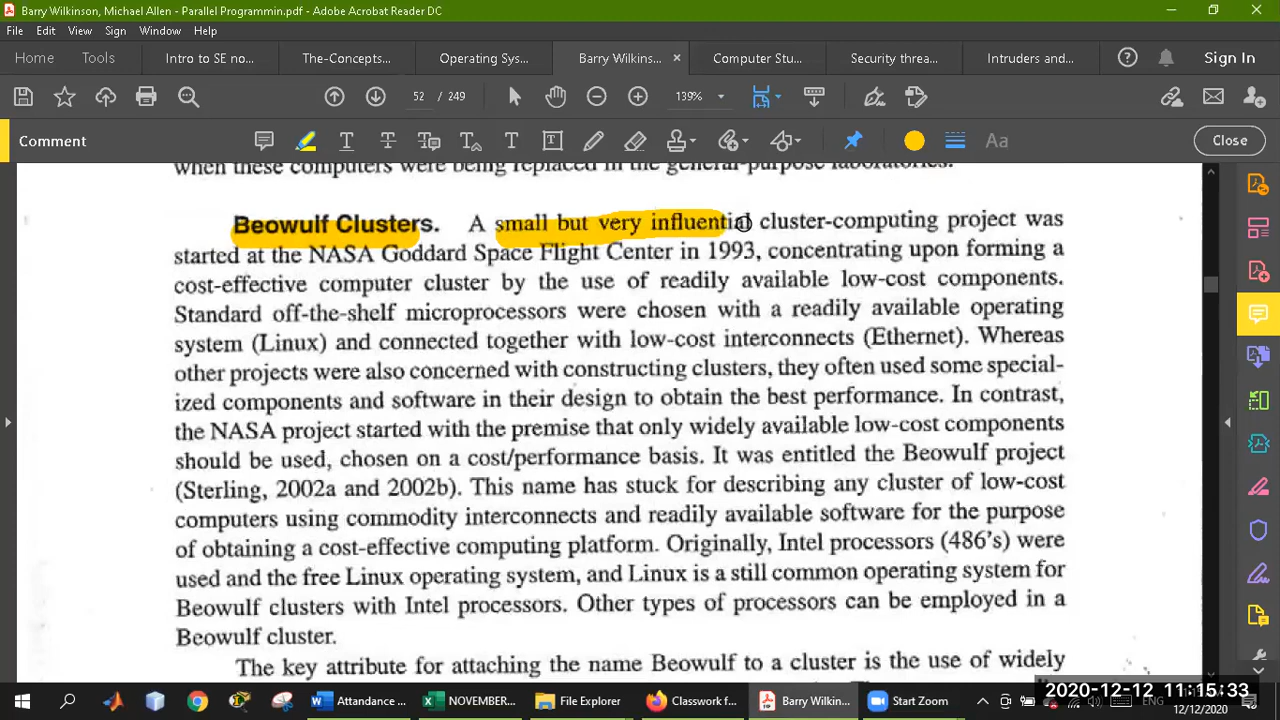 Barry Wilkinson, Michael Allen - Parallel Programmin.pdf - Adobe Acrobat Reader DC
File Edit View Sign Window Help
Home Tools Intro to SE no... The-Concepts... Operating Sys... Barry Wilkins... × Computer Stu... Security threa... Intruders and... Sign In
52 / 249 139%
Comment Aa Close
when these computers were being replaced in the general-purpose laboratories.
Beowulf Clusters. A small but very influential cluster-computing project was
started at the NASA Goddard Space Flight Center in 1993, concentrating upon forming a
cost-effective computer cluster by the use of readily available low-cost components.
Standard off-the-shelf microprocessors were chosen with a readily available operating
system (Linux) and connected together with low-cost interconnects (Ethernet). Whereas
other projects were also concerned with constructing clusters, they often used some special-
ized components and software in their design to obtain the best performance. In contrast,
the NASA project started with the premise that only widely available low-cost components
should be used, chosen on a cost/performance basis. It was entitled the Beowulf project
(Sterling, 2002a and 2002b). This name has stuck for describing any cluster of low-cost
computers using commodity interconnects and readily available software for the purpose
of obtaining a cost-effective computing platform. Originally, Intel processors (486's) were
used and the free Linux operating system, and Linux is a still common operating system for
Beowulf clusters with Intel processors. Other types of processors can be employed in a
Beowulf cluster.
The key attribute for attaching the name Beowulf to a cluster is the use of widely
Attendance ... NOVEMBER... File Explorer Classwork f... Barry Wilkin... Start Zoom ENG
2020-12-12 11:15:33
12/12/2020